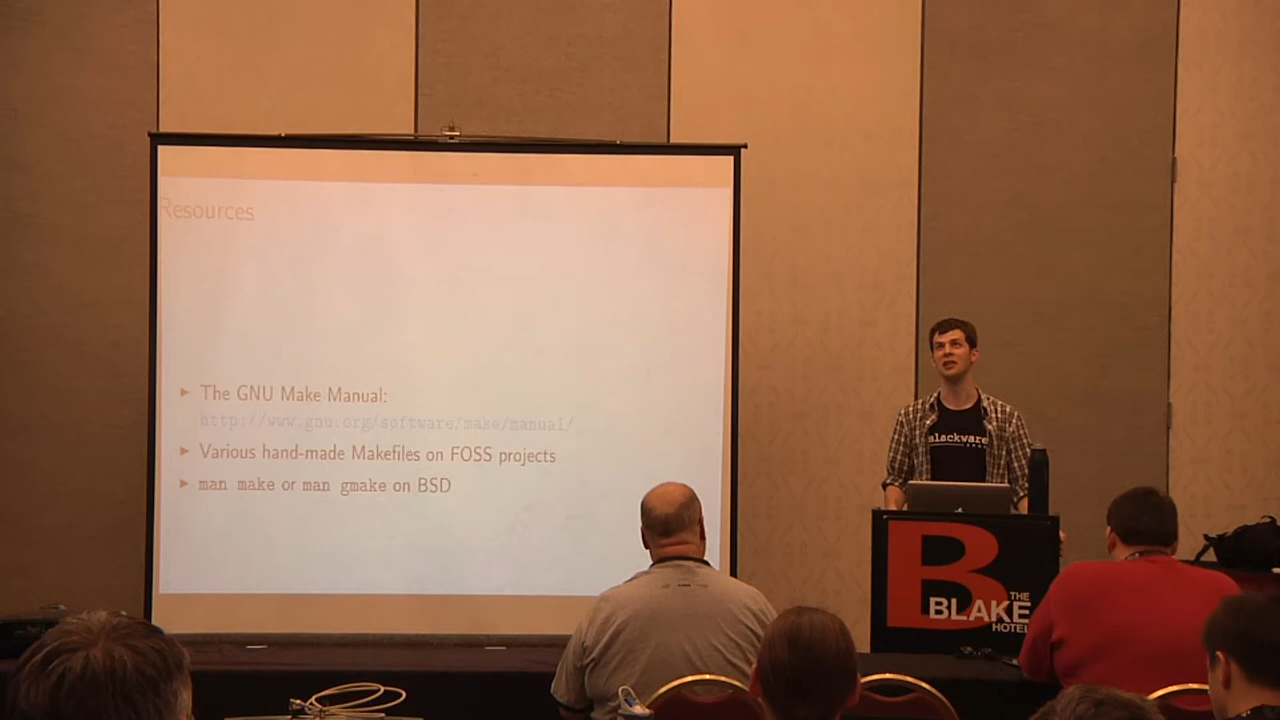 Resources
► The GNU Make Manual:
http://www.gnu.org/software/make/manual/
► Various hand-made Makefiles on FOSS projects
► man make or man gmake on BSD
slackware
B
THE
BLAKE
HOTEL